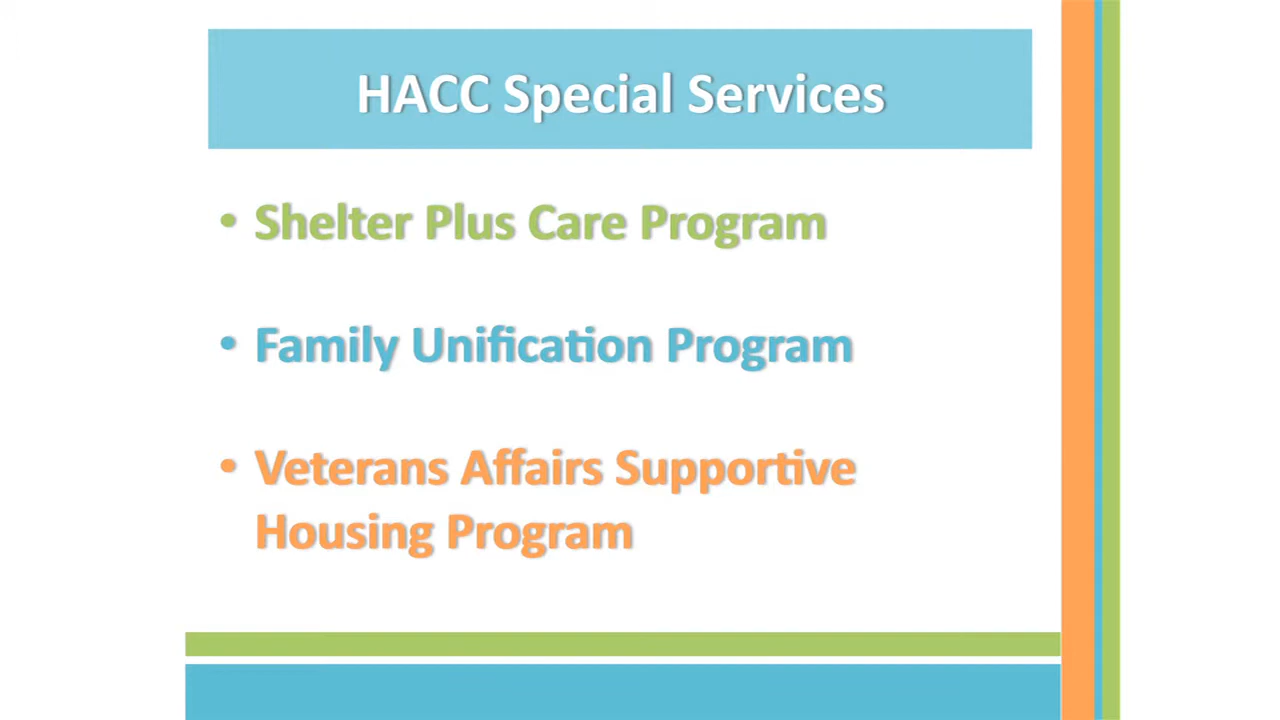 HACC Special Services
• Shelter Plus Care Program
• Family Unification Program
• Veterans Affairs Supportive
Housing Program